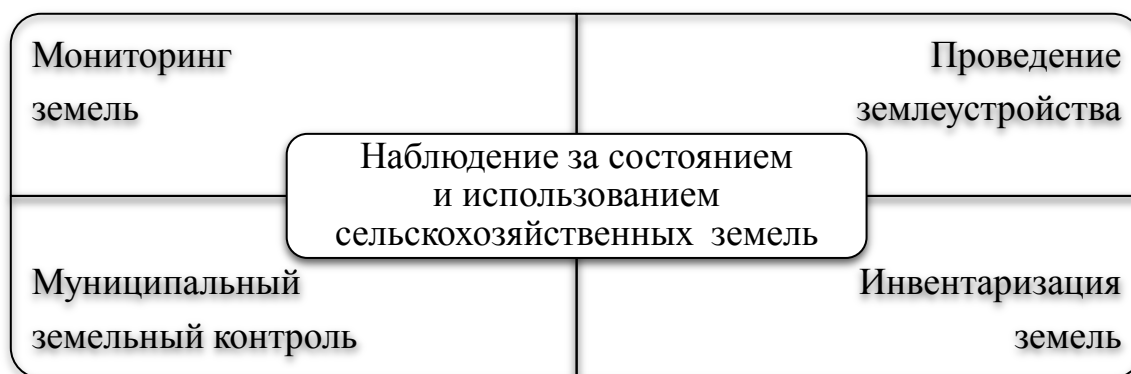 Мониторинг
земель
Проведение
землеустройства
Наблюдение за состоянием
и использованием
сельскохозяйственных земель
Муниципальный
земельный контроль
Инвентаризация
земель